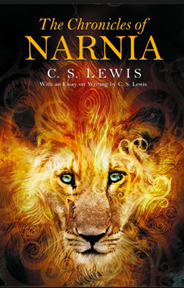 The Chronicles of
NARNIA
C. S. LEWIS
With an Essay on Writing by C. S. Lewis